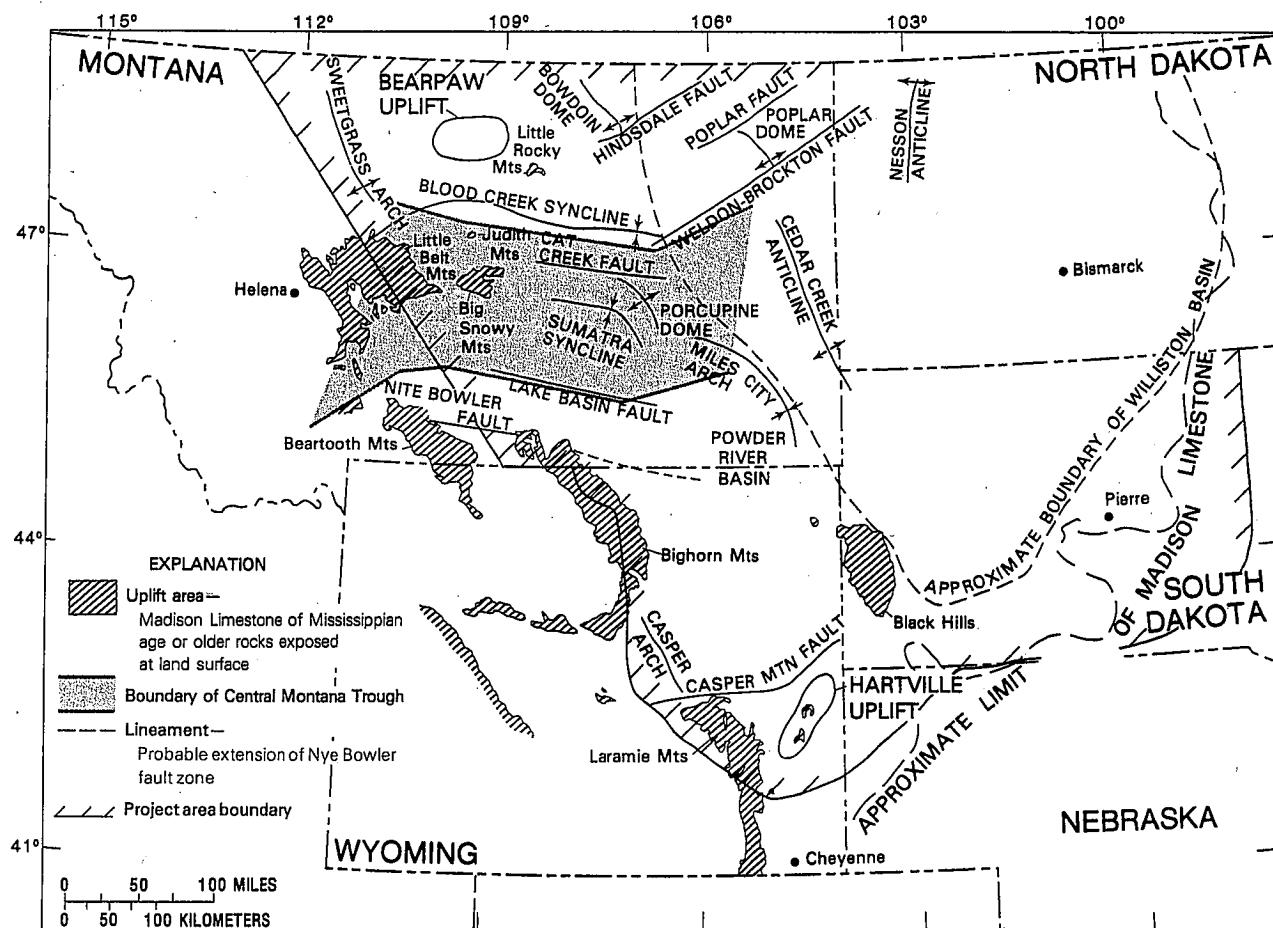 115°
112°
109°
106°
103°
100°
MONTANA
NORTH DAKOTA
SWEETGRASS ARCH
BEARPAW
UPLIFT
Little
Rocky
Mts
BOWDOIN
DOME
HINDSDALE FAULT
POPLAR FAULT
POPLAR
DOME
WELDON-BROCKTON FAULT
NESSON
ANTICLINE
BLOOD CREEK SYNCLINE
47°
Little
Belt
Mts
Judith
Mts
CAT
CREEK FAULT
CEDAR CREEK
ANTICLINE
Bismarck
Helena
Big
Snowy
Mts
SUMATRA
SYNCLINE
PORCUPINE
DOME
MILES CITY
ARCH
NITE BOWLER
FAULT
LAKE BASIN FAULT
Beartooth Mts
POWDER
RIVER
BASIN
APPROXIMATE BOUNDARY OF WILLISTON BASIN
Pierre
44°
Bighorn Mts
Black Hills
SOUTH
DAKOTA
CASPER
ARCH
CASPER MTN FAULT
HARTVILLE
UPLIFT
Laramie Mts
APPROXIMATE LIMIT
OF MADISON LIMESTONE
NEBRASKA
41°
WYOMING
Cheyenne
EXPLANATION
Uplift area—
Madison Limestone of Mississippian
age or older rocks exposed
at land surface
Boundary of Central Montana Trough
Lineament—
Probable extension of Nye Bowler
fault zone
Project area boundary
0 50 100 MILES
0 50 100 KILOMETERS